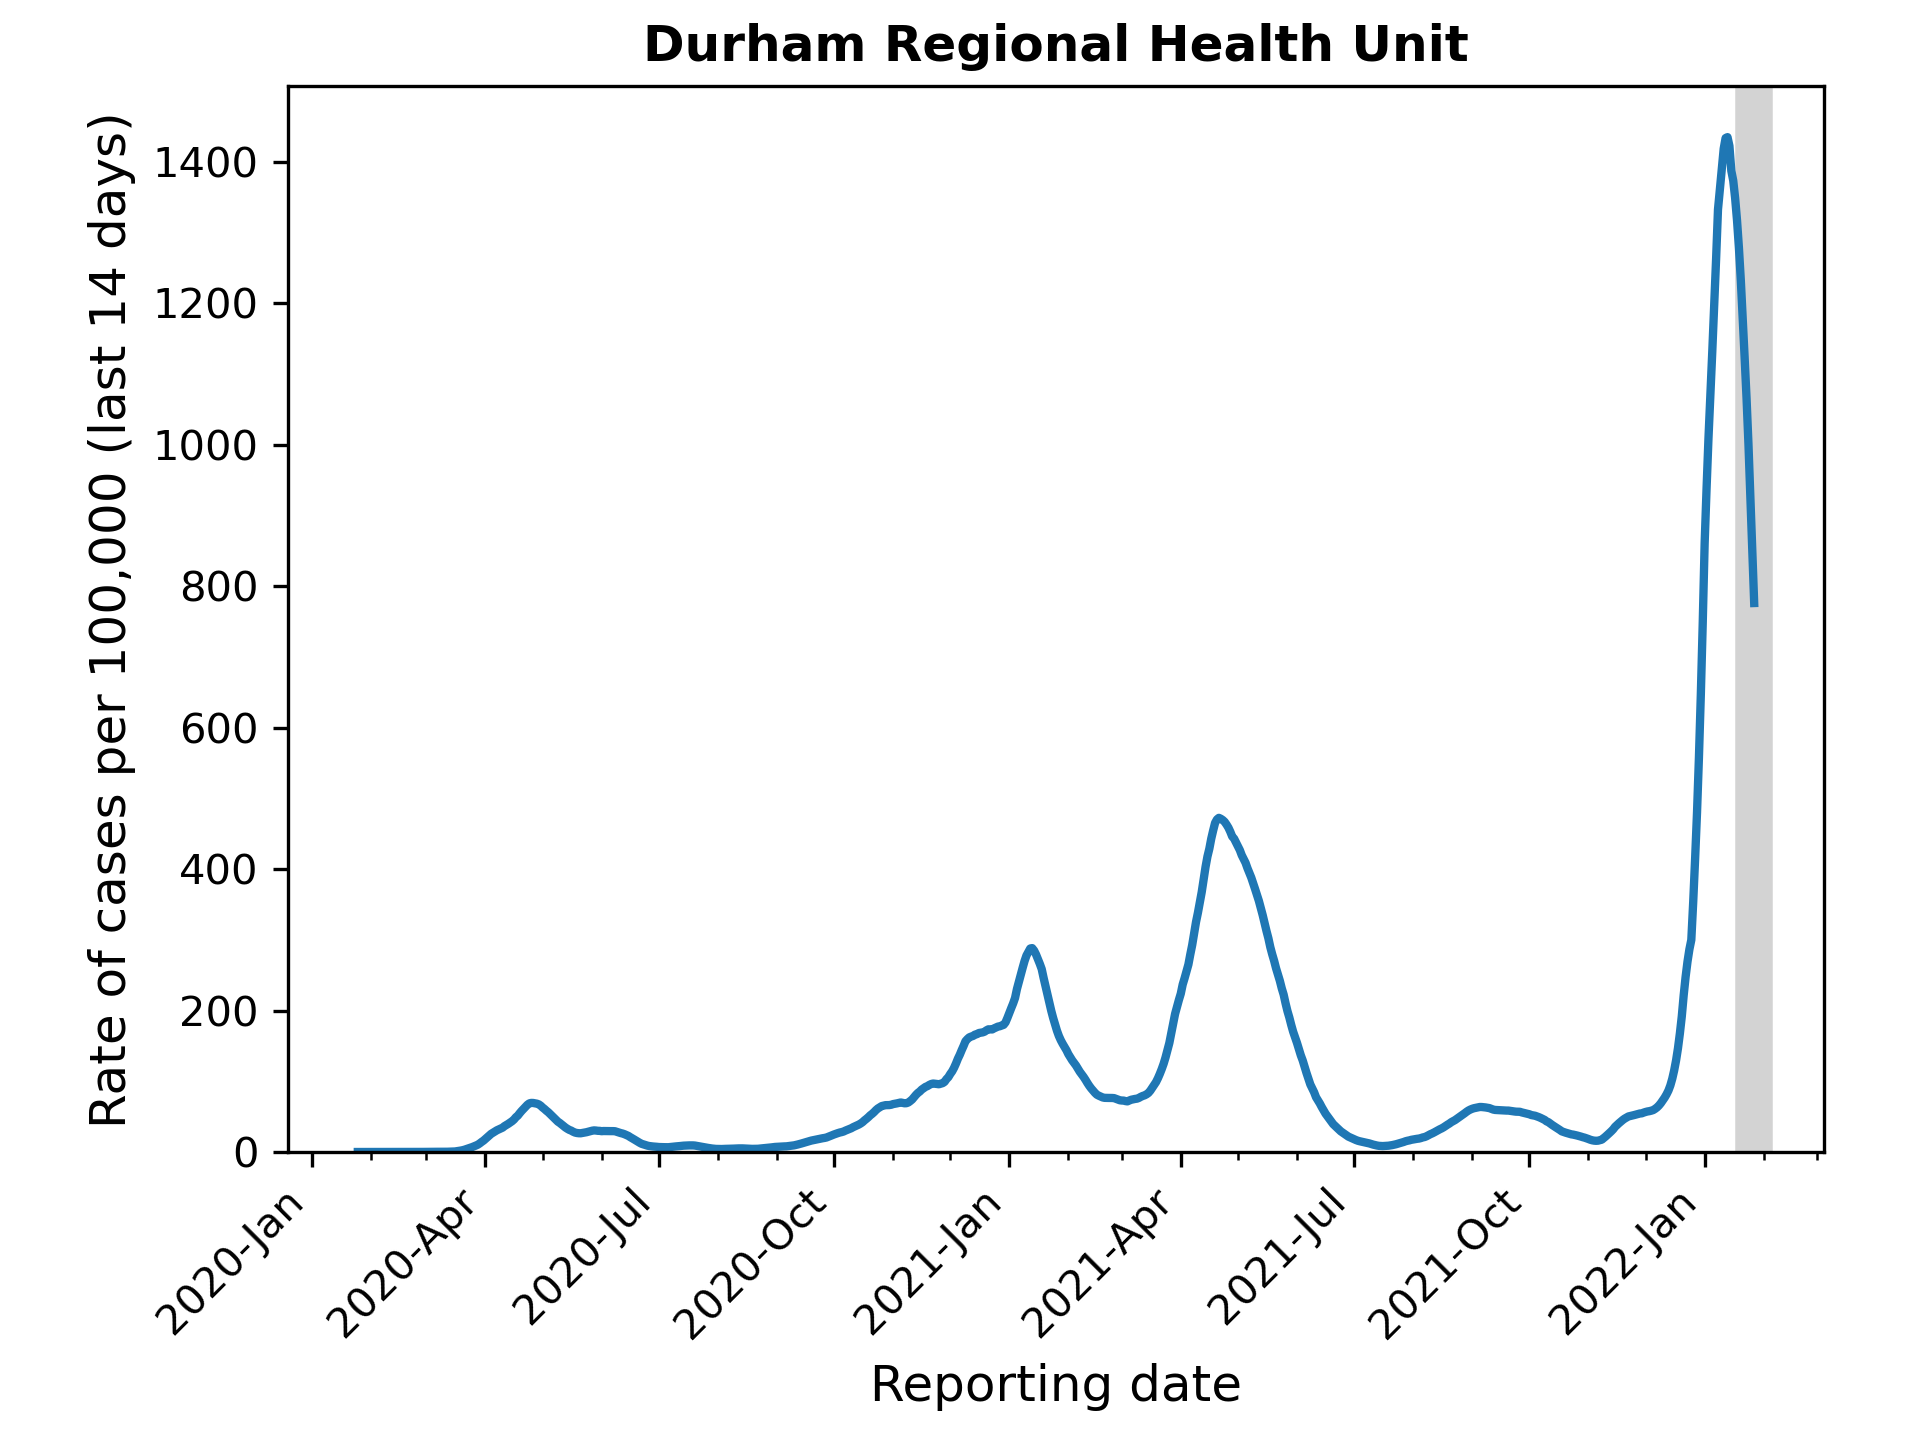 Durham Regional Health Unit
Rate of cases per 100,000 (last 14 days)
1400
1200
1000
800
600
400
200
0
2020-Jan
2020-Apr
2020-Jul
2020-Oct
2021-Jan
2021-Apr
2021-Jul
2021-Oct
2022-Jan
Reporting date